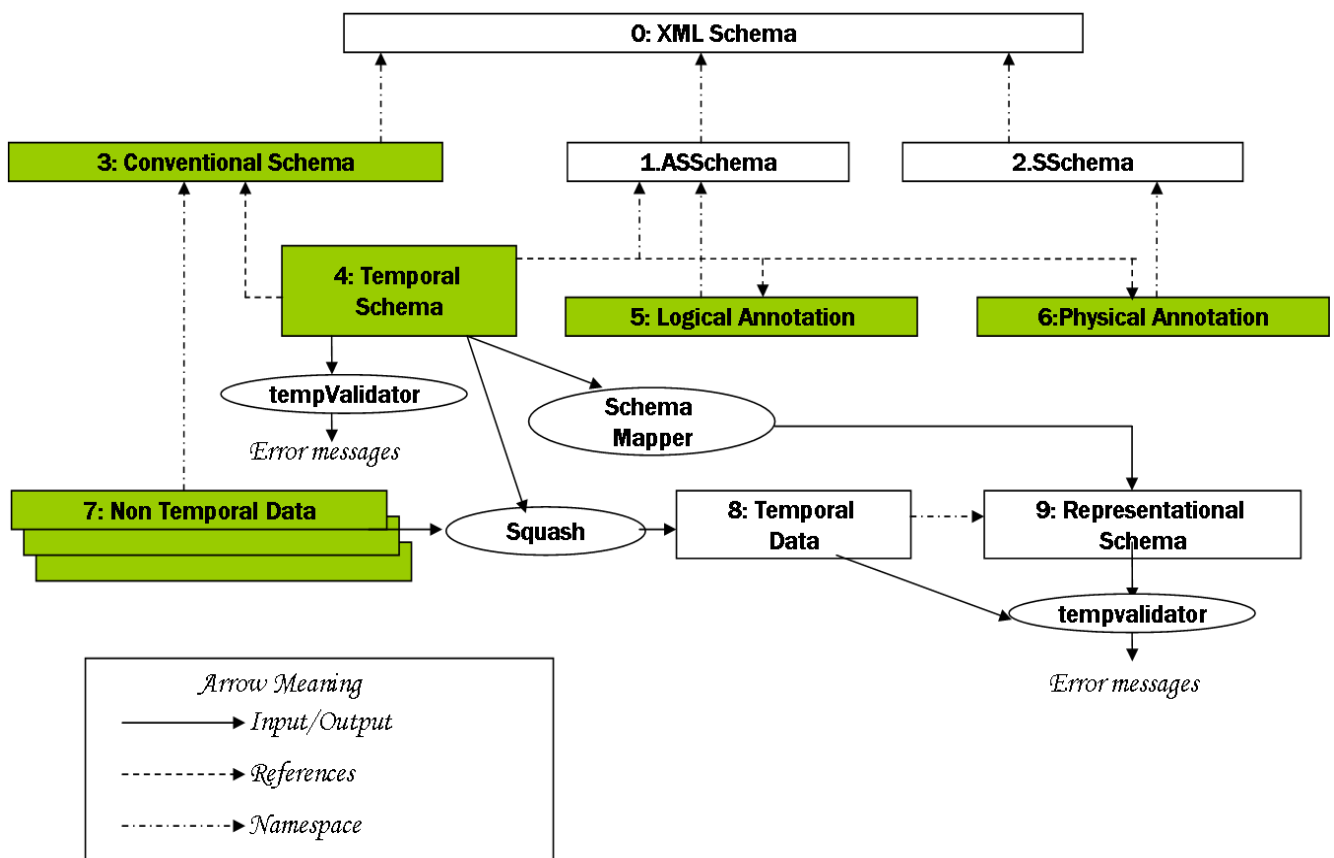 0: XML Schema
3: Conventional Schema
1.ASSchema
2.SSchema
4: Temporal
Schema
5: Logical Annotation
6:Physical Annotation
tempValidator
Schema
Mapper
Error messages
7: Non Temporal Data
Squash
8: Temporal
Data
9: Representational
Schema
tempvalidator
Error messages
Arrow Meaning
Input/Output
References
Namespace